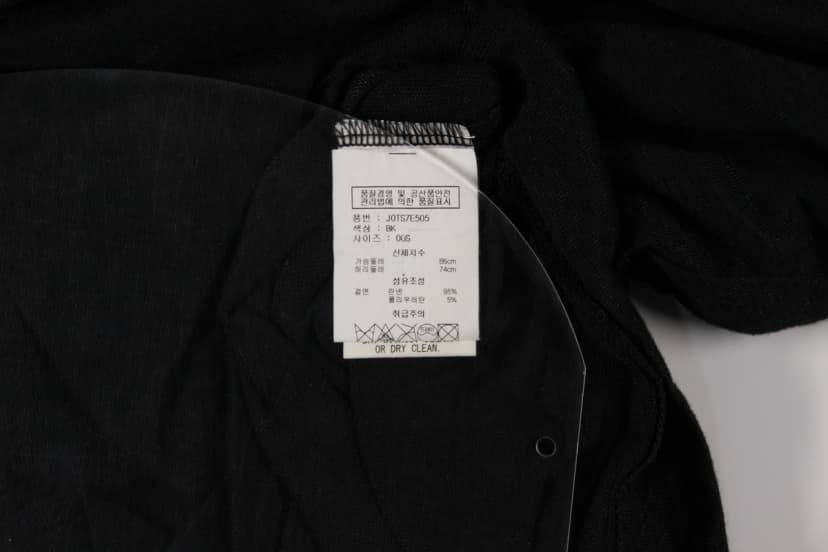 품질경영 및 공산품안전
관리법에 의한 품질표시
품번 : JOTS7E505
색상 : BK
사이즈 : 0GS
신체치수
가슴둘레 86cm
허리둘레 74cm
섬유조성
겉면 린넨 95%
폴리우레탄 5%
취급주의
OR DRY CLEAN.